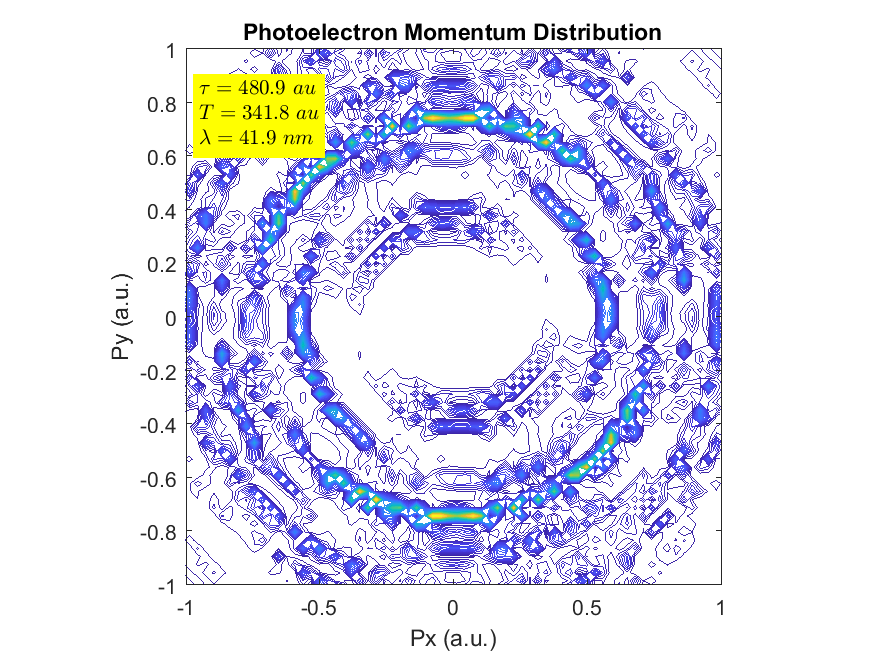 Photoelectron Momentum Distribution
τ = 480.9 au
T = 341.8 au
λ = 41.9 nm
1
0.8
0.6
0.4
0.2
0
-0.2
-0.4
-0.6
-0.8
-1
Py (a.u.)
-1 -0.5 0 0.5 1
Px (a.u.)